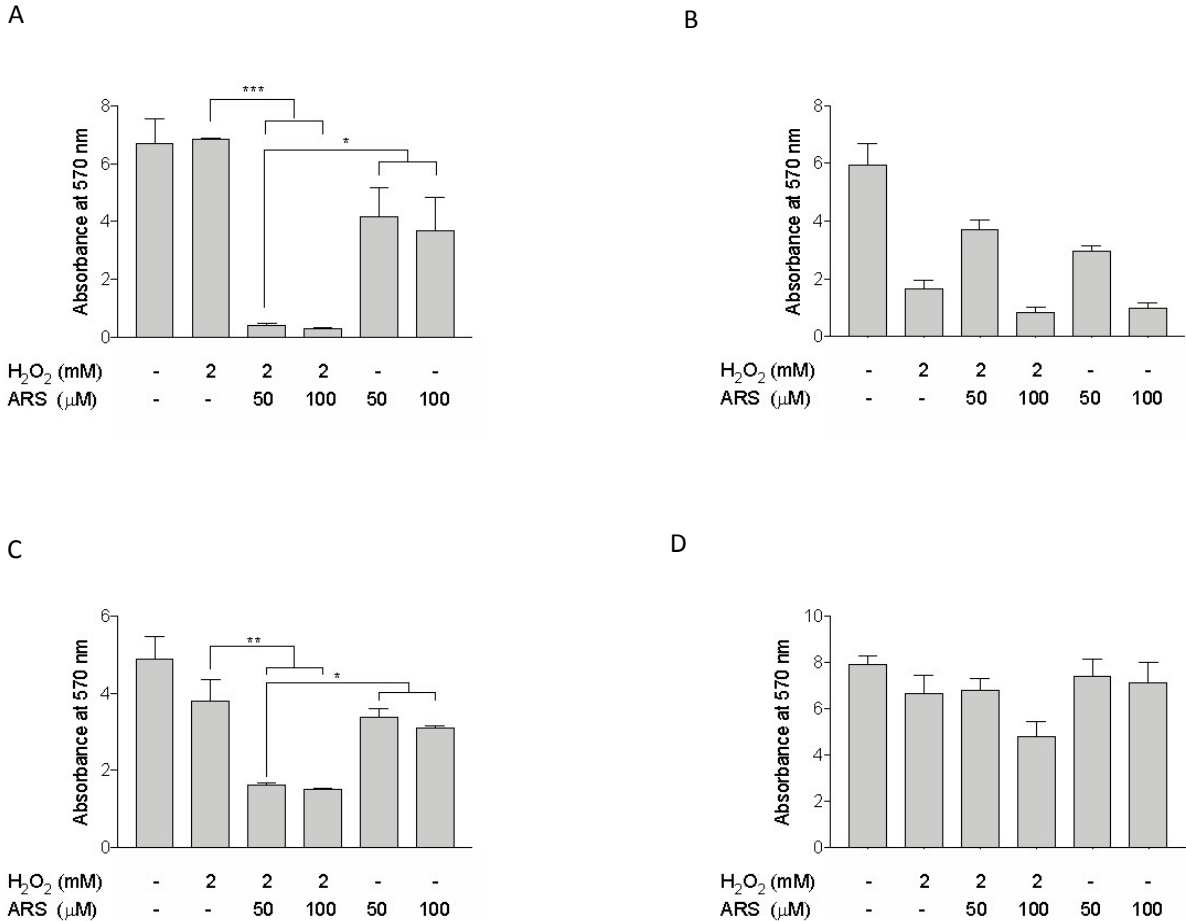 A
B
Absorbance at 570 nm
8
6
4
2
0
***
*
H₂O₂ (mM) - 2 2 2 - -
ARS (μM) - - 50 100 50 100
Absorbance at 570 nm
8
6
4
2
0
H₂O₂ (mM) - 2 2 2 - -
ARS (μM) - - 50 100 50 100
C
D
Absorbance at 570 nm
6
4
2
0
**
*
H₂O₂ (mM) - 2 2 2 - -
ARS (μM) - - 50 100 50 100
Absorbance at 570 nm
10
8
6
4
2
0
H₂O₂ (mM) - 2 2 2 - -
ARS (μM) - - 50 100 50 100